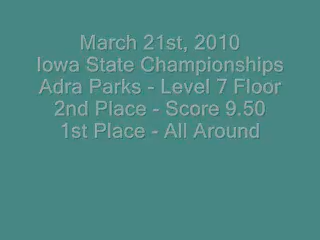 March 21st, 2010
Iowa State Championships
Adra Parks - Level 7 Floor
2nd Place - Score 9.50
1st Place - All Around